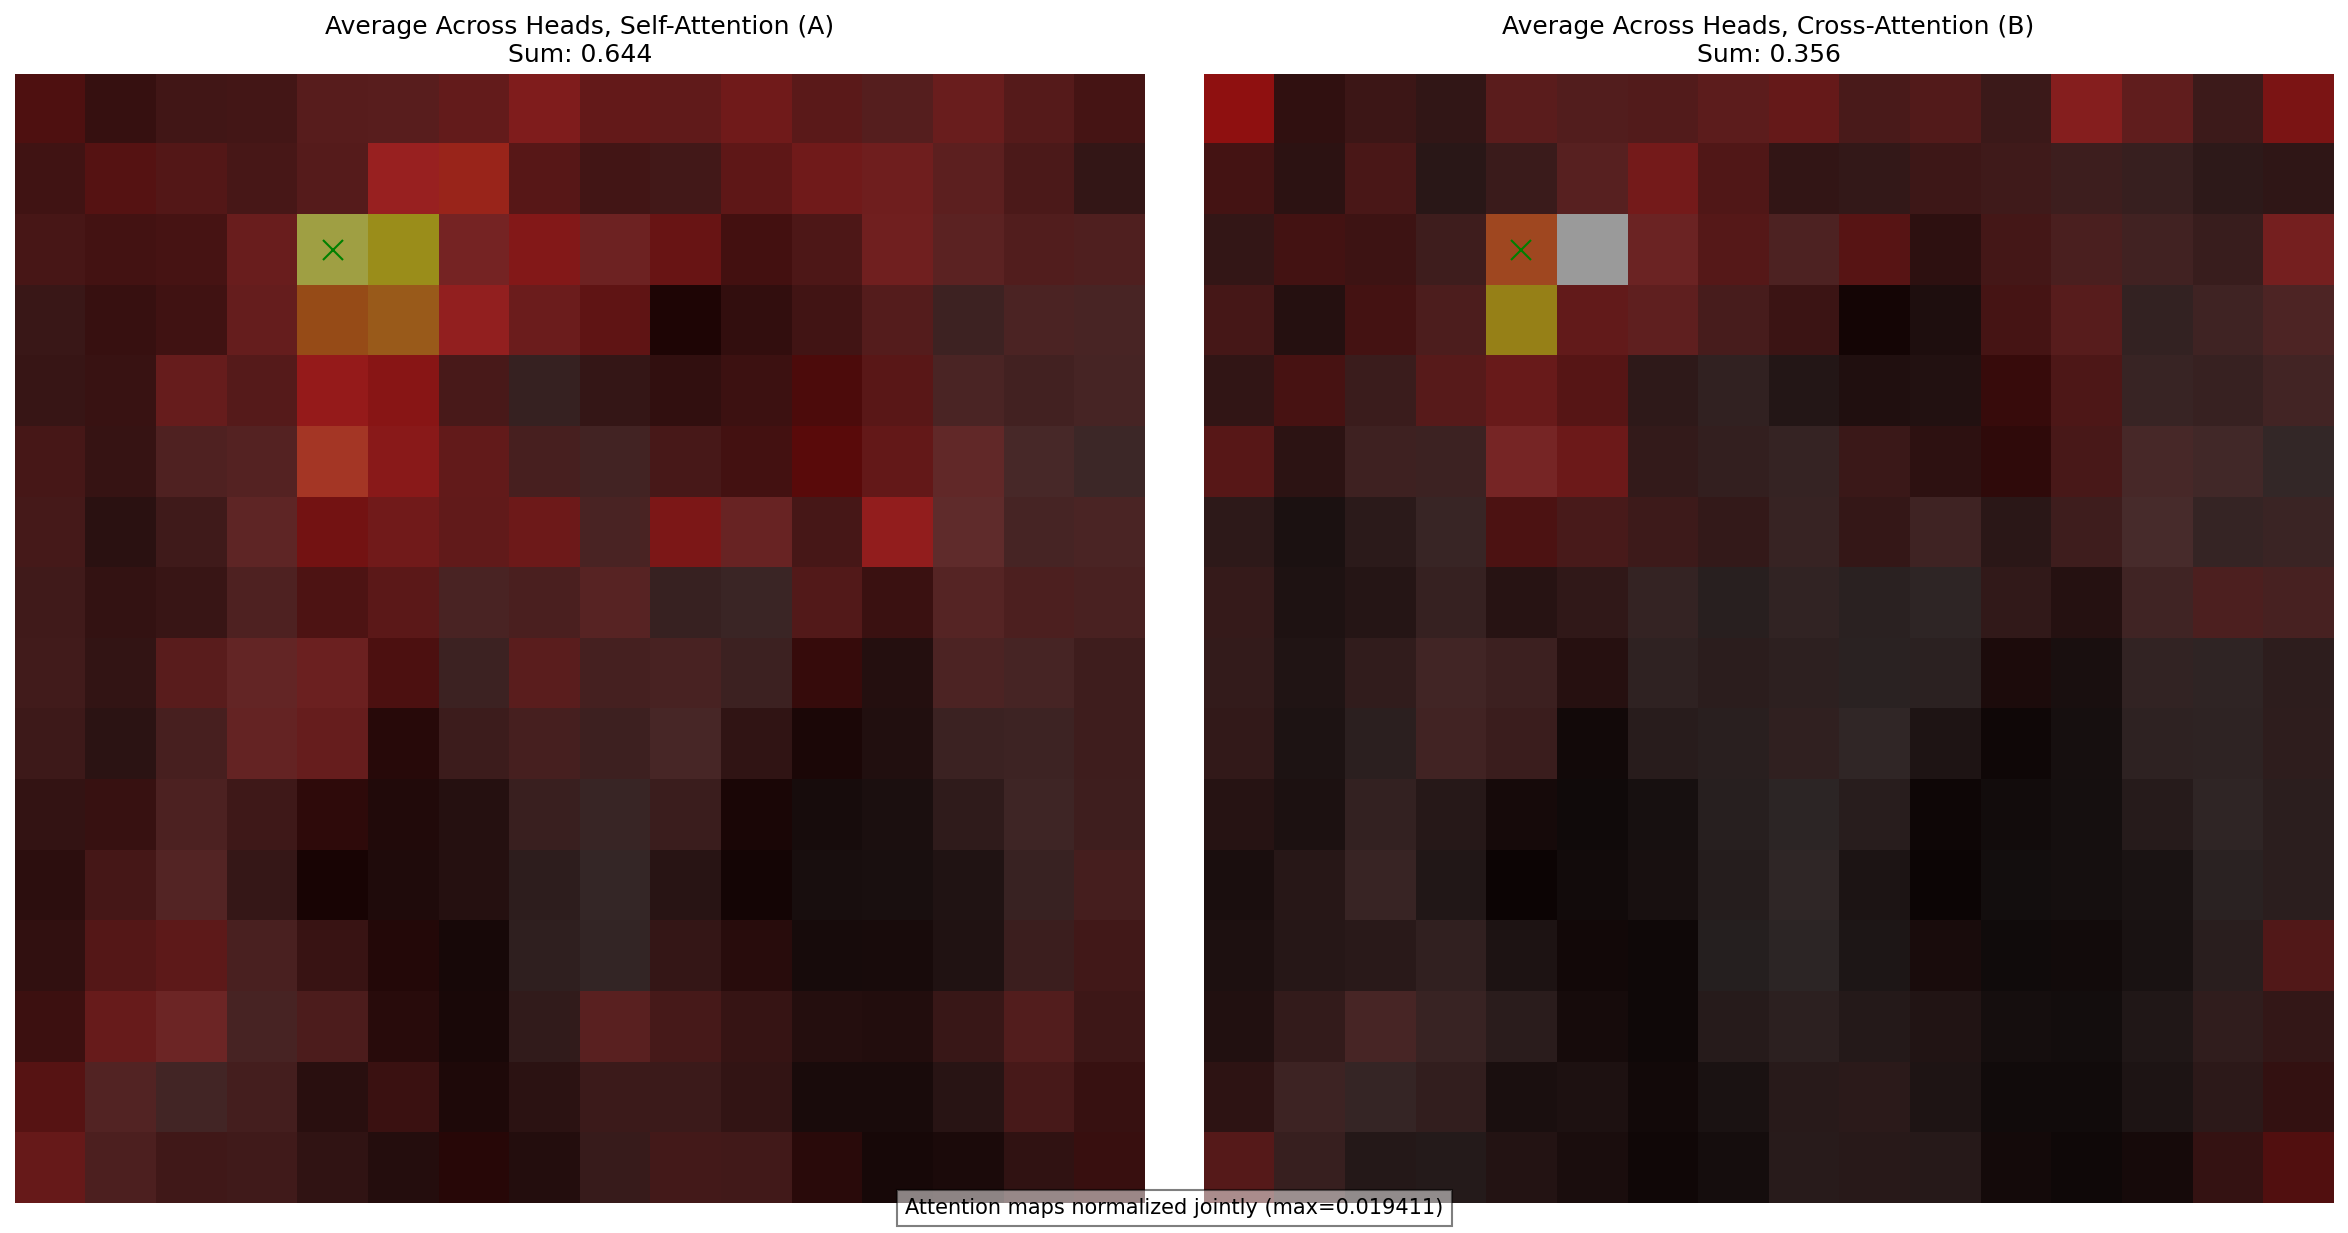 Average Across Heads, Self-Attention (A)
Sum: 0.644
Average Across Heads, Cross-Attention (B)
Sum: 0.356
Attention maps normalized jointly (max=0.019411)